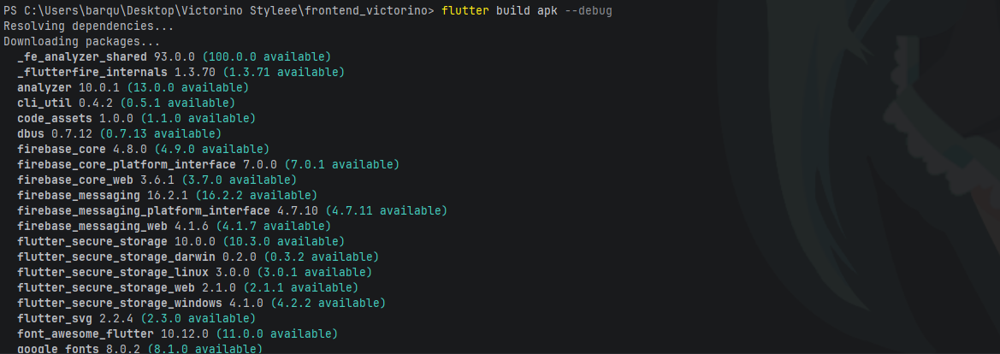 PS C:\Users\barqu\Desktop\Victorino Styleee\frontend_victorino> flutter build apk --debug
Resolving dependencies...
Downloading packages...
  _fe_analyzer_shared 93.0.0 (100.0.0 available)
  _flutterfire_internals 1.3.70 (1.3.71 available)
  analyzer 10.0.1 (13.0.0 available)
  cli_util 0.4.2 (0.5.1 available)
  code_assets 1.0.0 (1.1.0 available)
  dbus 0.7.12 (0.7.13 available)
  firebase_core 4.8.0 (4.9.0 available)
  firebase_core_platform_interface 7.0.0 (7.0.1 available)
  firebase_core_web 3.6.1 (3.7.0 available)
  firebase_messaging 16.2.1 (16.2.2 available)
  firebase_messaging_platform_interface 4.7.10 (4.7.11 available)
  firebase_messaging_web 4.1.6 (4.1.7 available)
  flutter_secure_storage 10.0.0 (10.3.0 available)
  flutter_secure_storage_darwin 0.2.0 (0.3.2 available)
  flutter_secure_storage_linux 3.0.0 (3.0.1 available)
  flutter_secure_storage_web 2.1.0 (2.1.1 available)
  flutter_secure_storage_windows 4.1.0 (4.2.2 available)
  flutter_svg 2.2.4 (2.3.0 available)
  font_awesome_flutter 10.12.0 (11.0.0 available)
  google_fonts 8.0.2 (8.1.0 available)